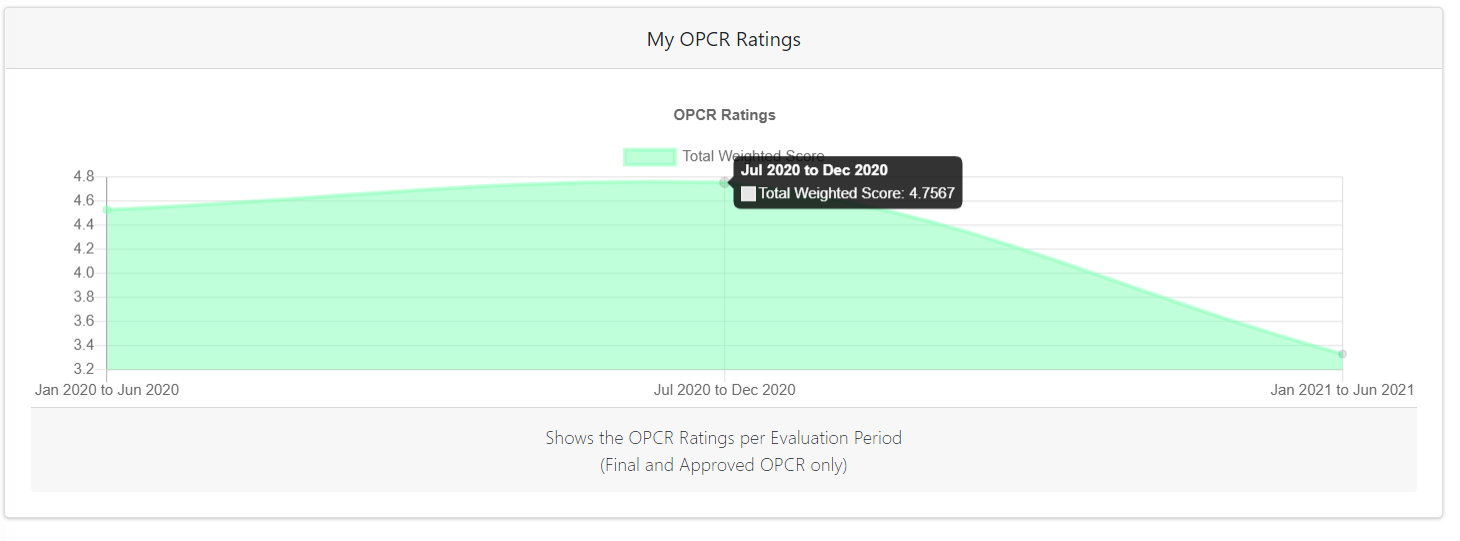 My OPCR Ratings
OPCR Ratings
Total Weighted Score
Jul 2020 to Dec 2020
Total Weighted Score: 4.7567
4.8
4.6
4.4
4.2
4.0
3.8
3.6
3.4
3.2
Jan 2020 to Jun 2020
Jul 2020 to Dec 2020
Jan 2021 to Jun 2021
Shows the OPCR Ratings per Evaluation Period
(Final and Approved OPCR only)